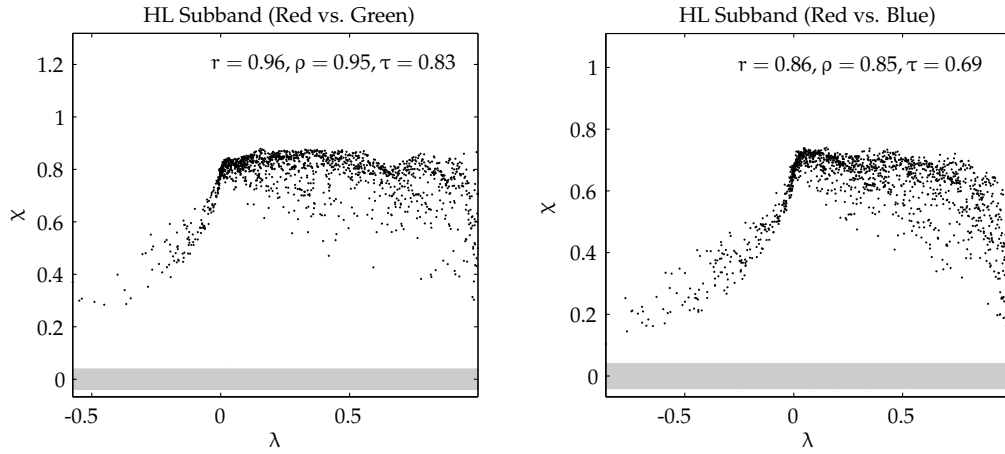 HL Subband (Red vs. Green)
r = 0.96, ρ = 0.95, τ = 0.83
1.2
1
0.8
0.6
0.4
0.2
0
χ
-0.5
0
0.5
λ
HL Subband (Red vs. Blue)
r = 0.86, ρ = 0.85, τ = 0.69
1
0.8
0.6
0.4
0.2
0
χ
-0.5
0
0.5
λ